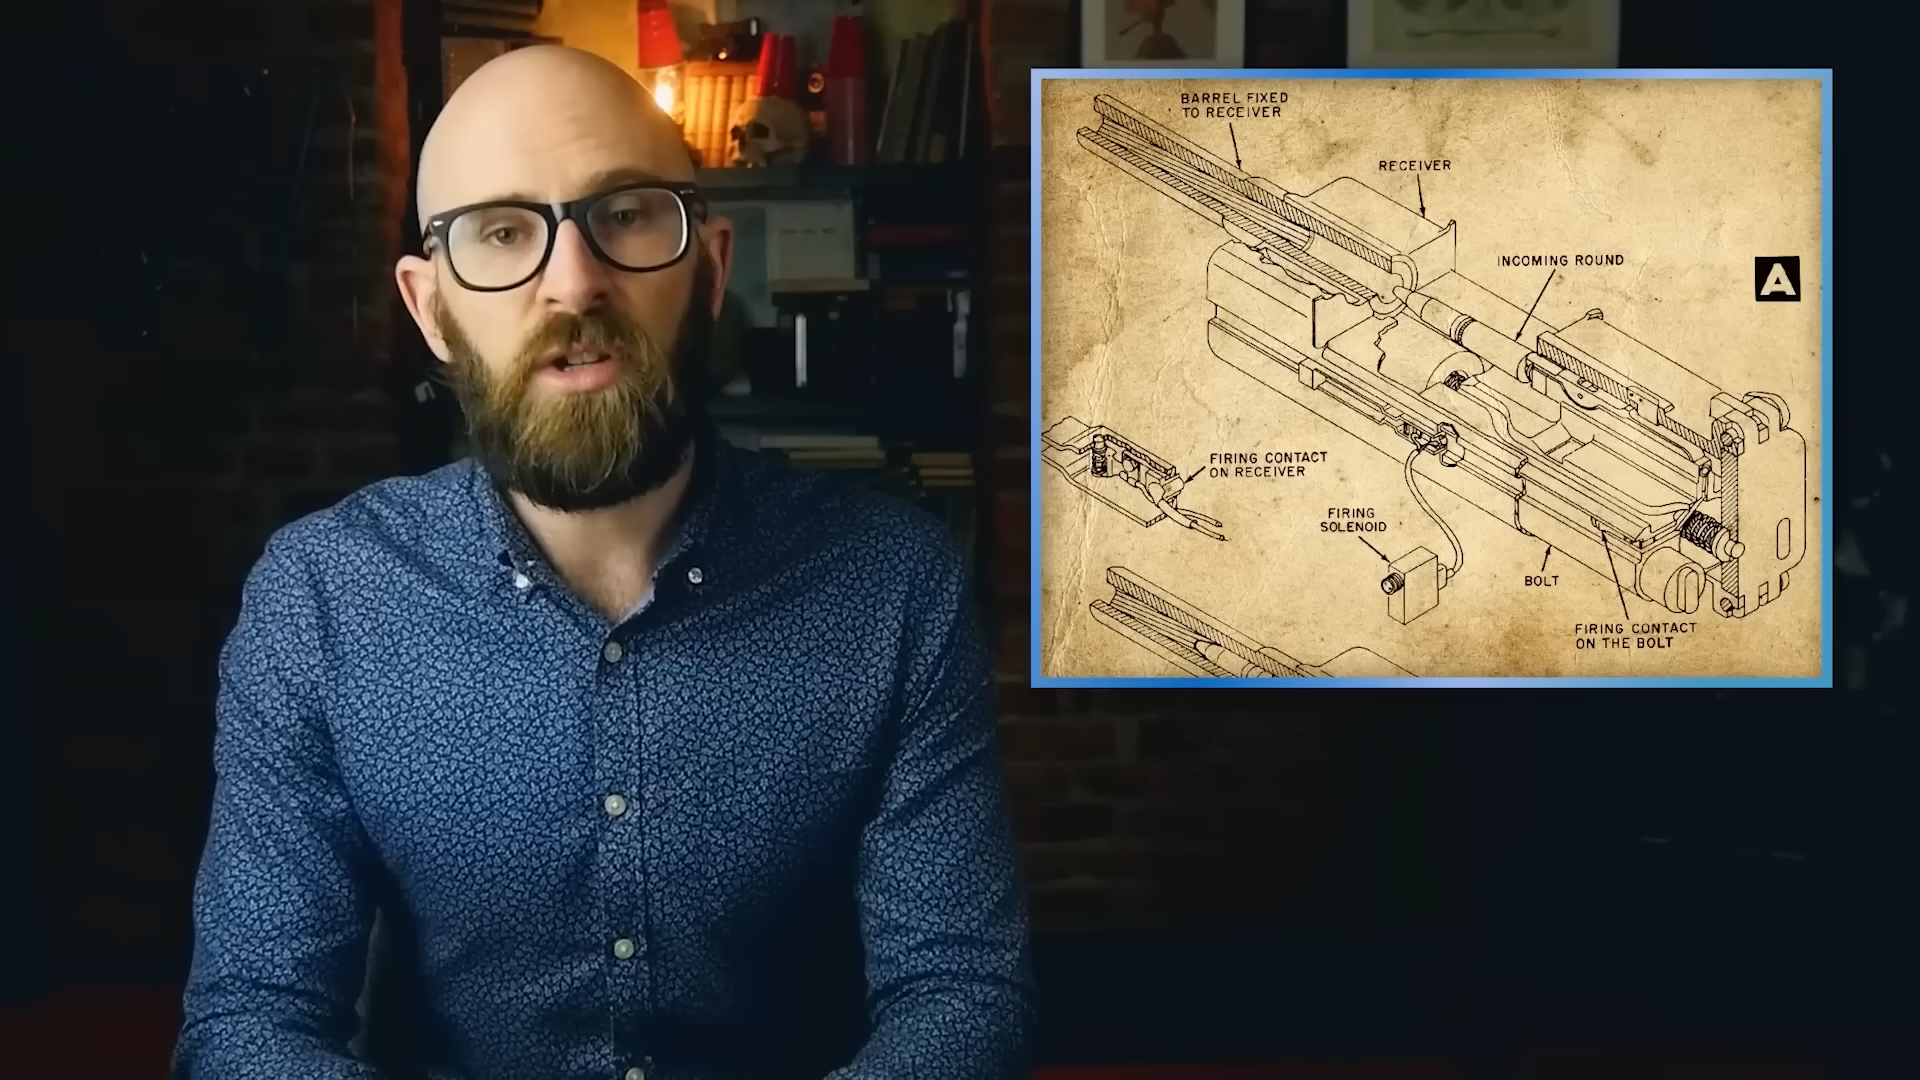 BARREL FIXED
TO RECEIVER
RECEIVER
INCOMING ROUND
A
FIRING CONTACT
ON RECEIVER
FIRING
SOLENOID
BOLT
FIRING CONTACT
ON THE BOLT